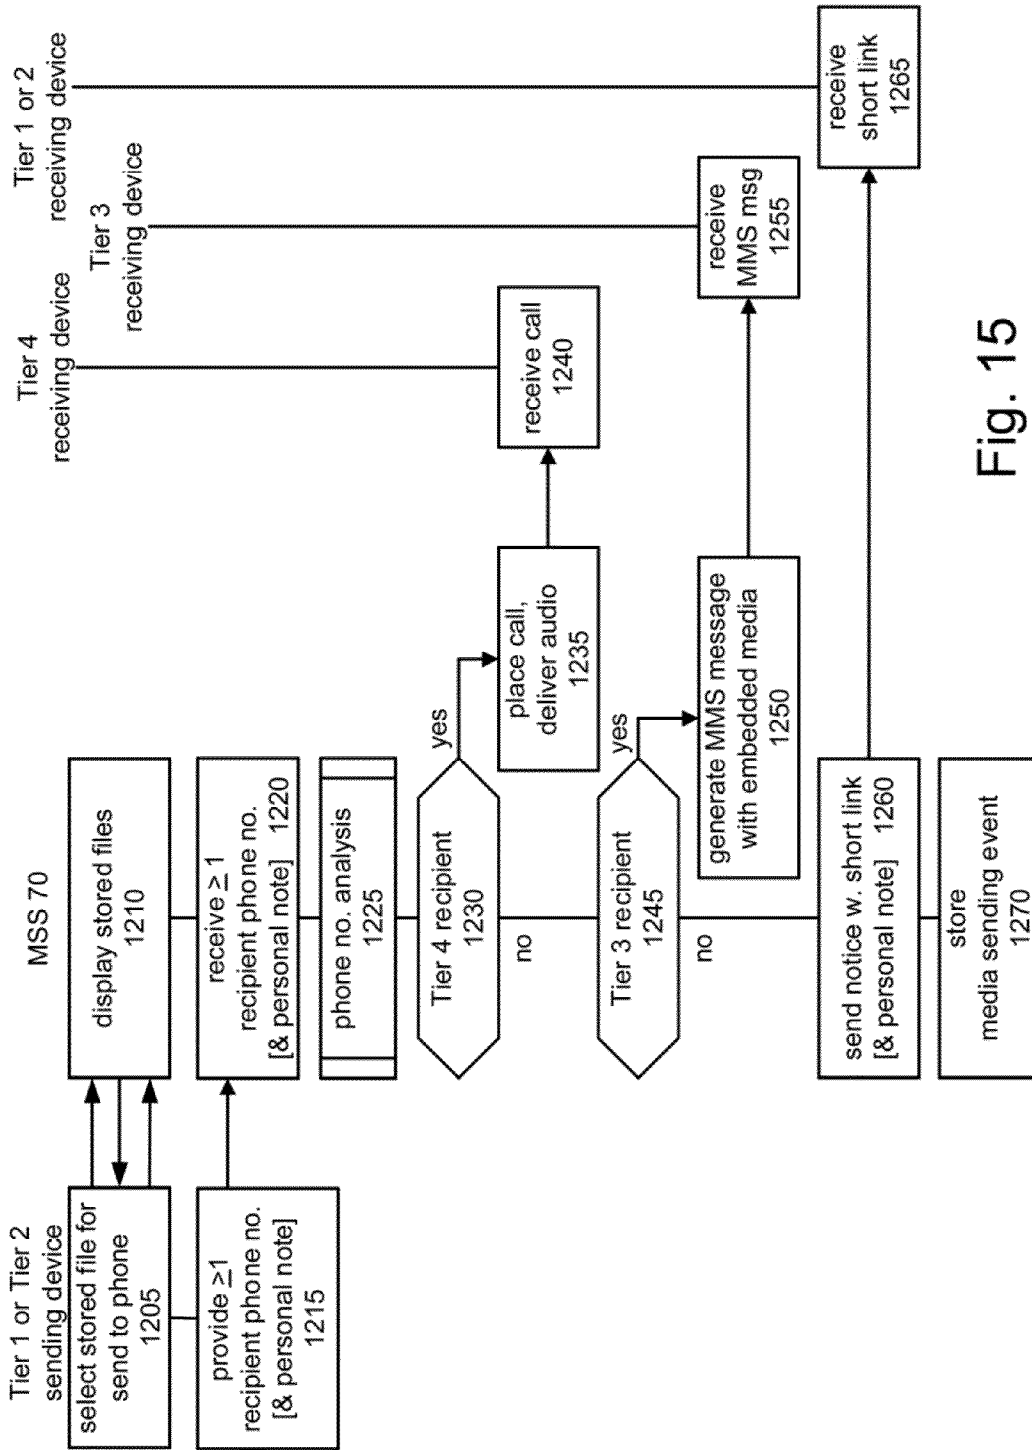 Tier 1 or Tier 2
sending device
select stored file for
send to phone
1205
provide ≥1
recipient phone no.
[& personal note]
1215
MSS 70
display stored files
1210
receive ≥ 1
recipient phone no.
[& personal note] 1220
phone no. analysis
1225
Tier 4 recipient
1230
yes
no
Tier 3 recipient
1245
yes
no
send notice w. short link
[& personal note] 1260
store
media sending event
1270
place call,
deliver audio
1235
generate MMS message
with embedded media
1250
Tier 4
receiving device
receive call
1240
Tier 3
receiving device
receive
MMS msg
1255
Tier 1 or 2
receiving device
receive
short link
1265
Fig. 15